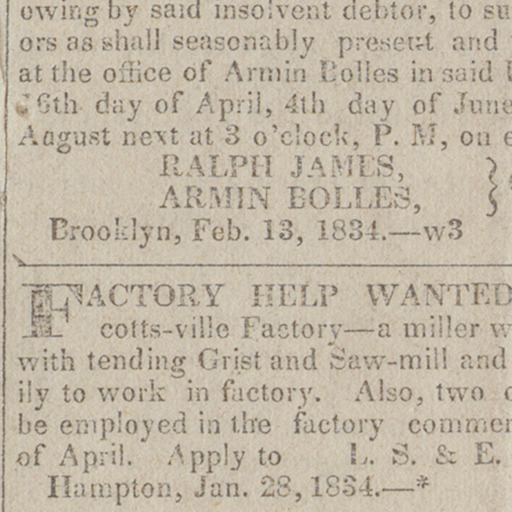 owing by said insolvent debtor, to su
ors as shall seasonably present and
at the office of Armin Bolles in said
16th day of April, 4th day of June
August next at 3 o'clock, P. M, on e
RALPH JAMES,
ARMIN BOLLES,
Brooklyn, Feb. 13, 1834.—w3
FACTORY HELP WANTED
cotts-ville Factory—a miller w
with tending Grist and Saw-mill and
ily to work in factory. Also, two
be employed in the factory commen
of April. Apply to L. S. & E.
Hampton, Jan. 28, 1834.—*